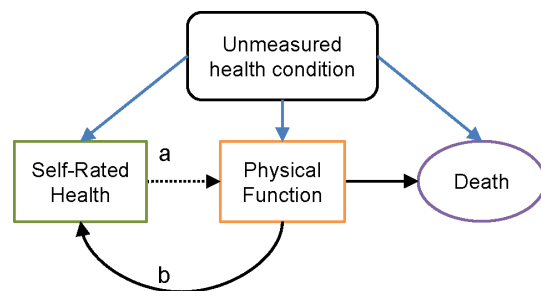 Unmeasured
health condition
a
Self-Rated
Health
Physical
Function
Death
b